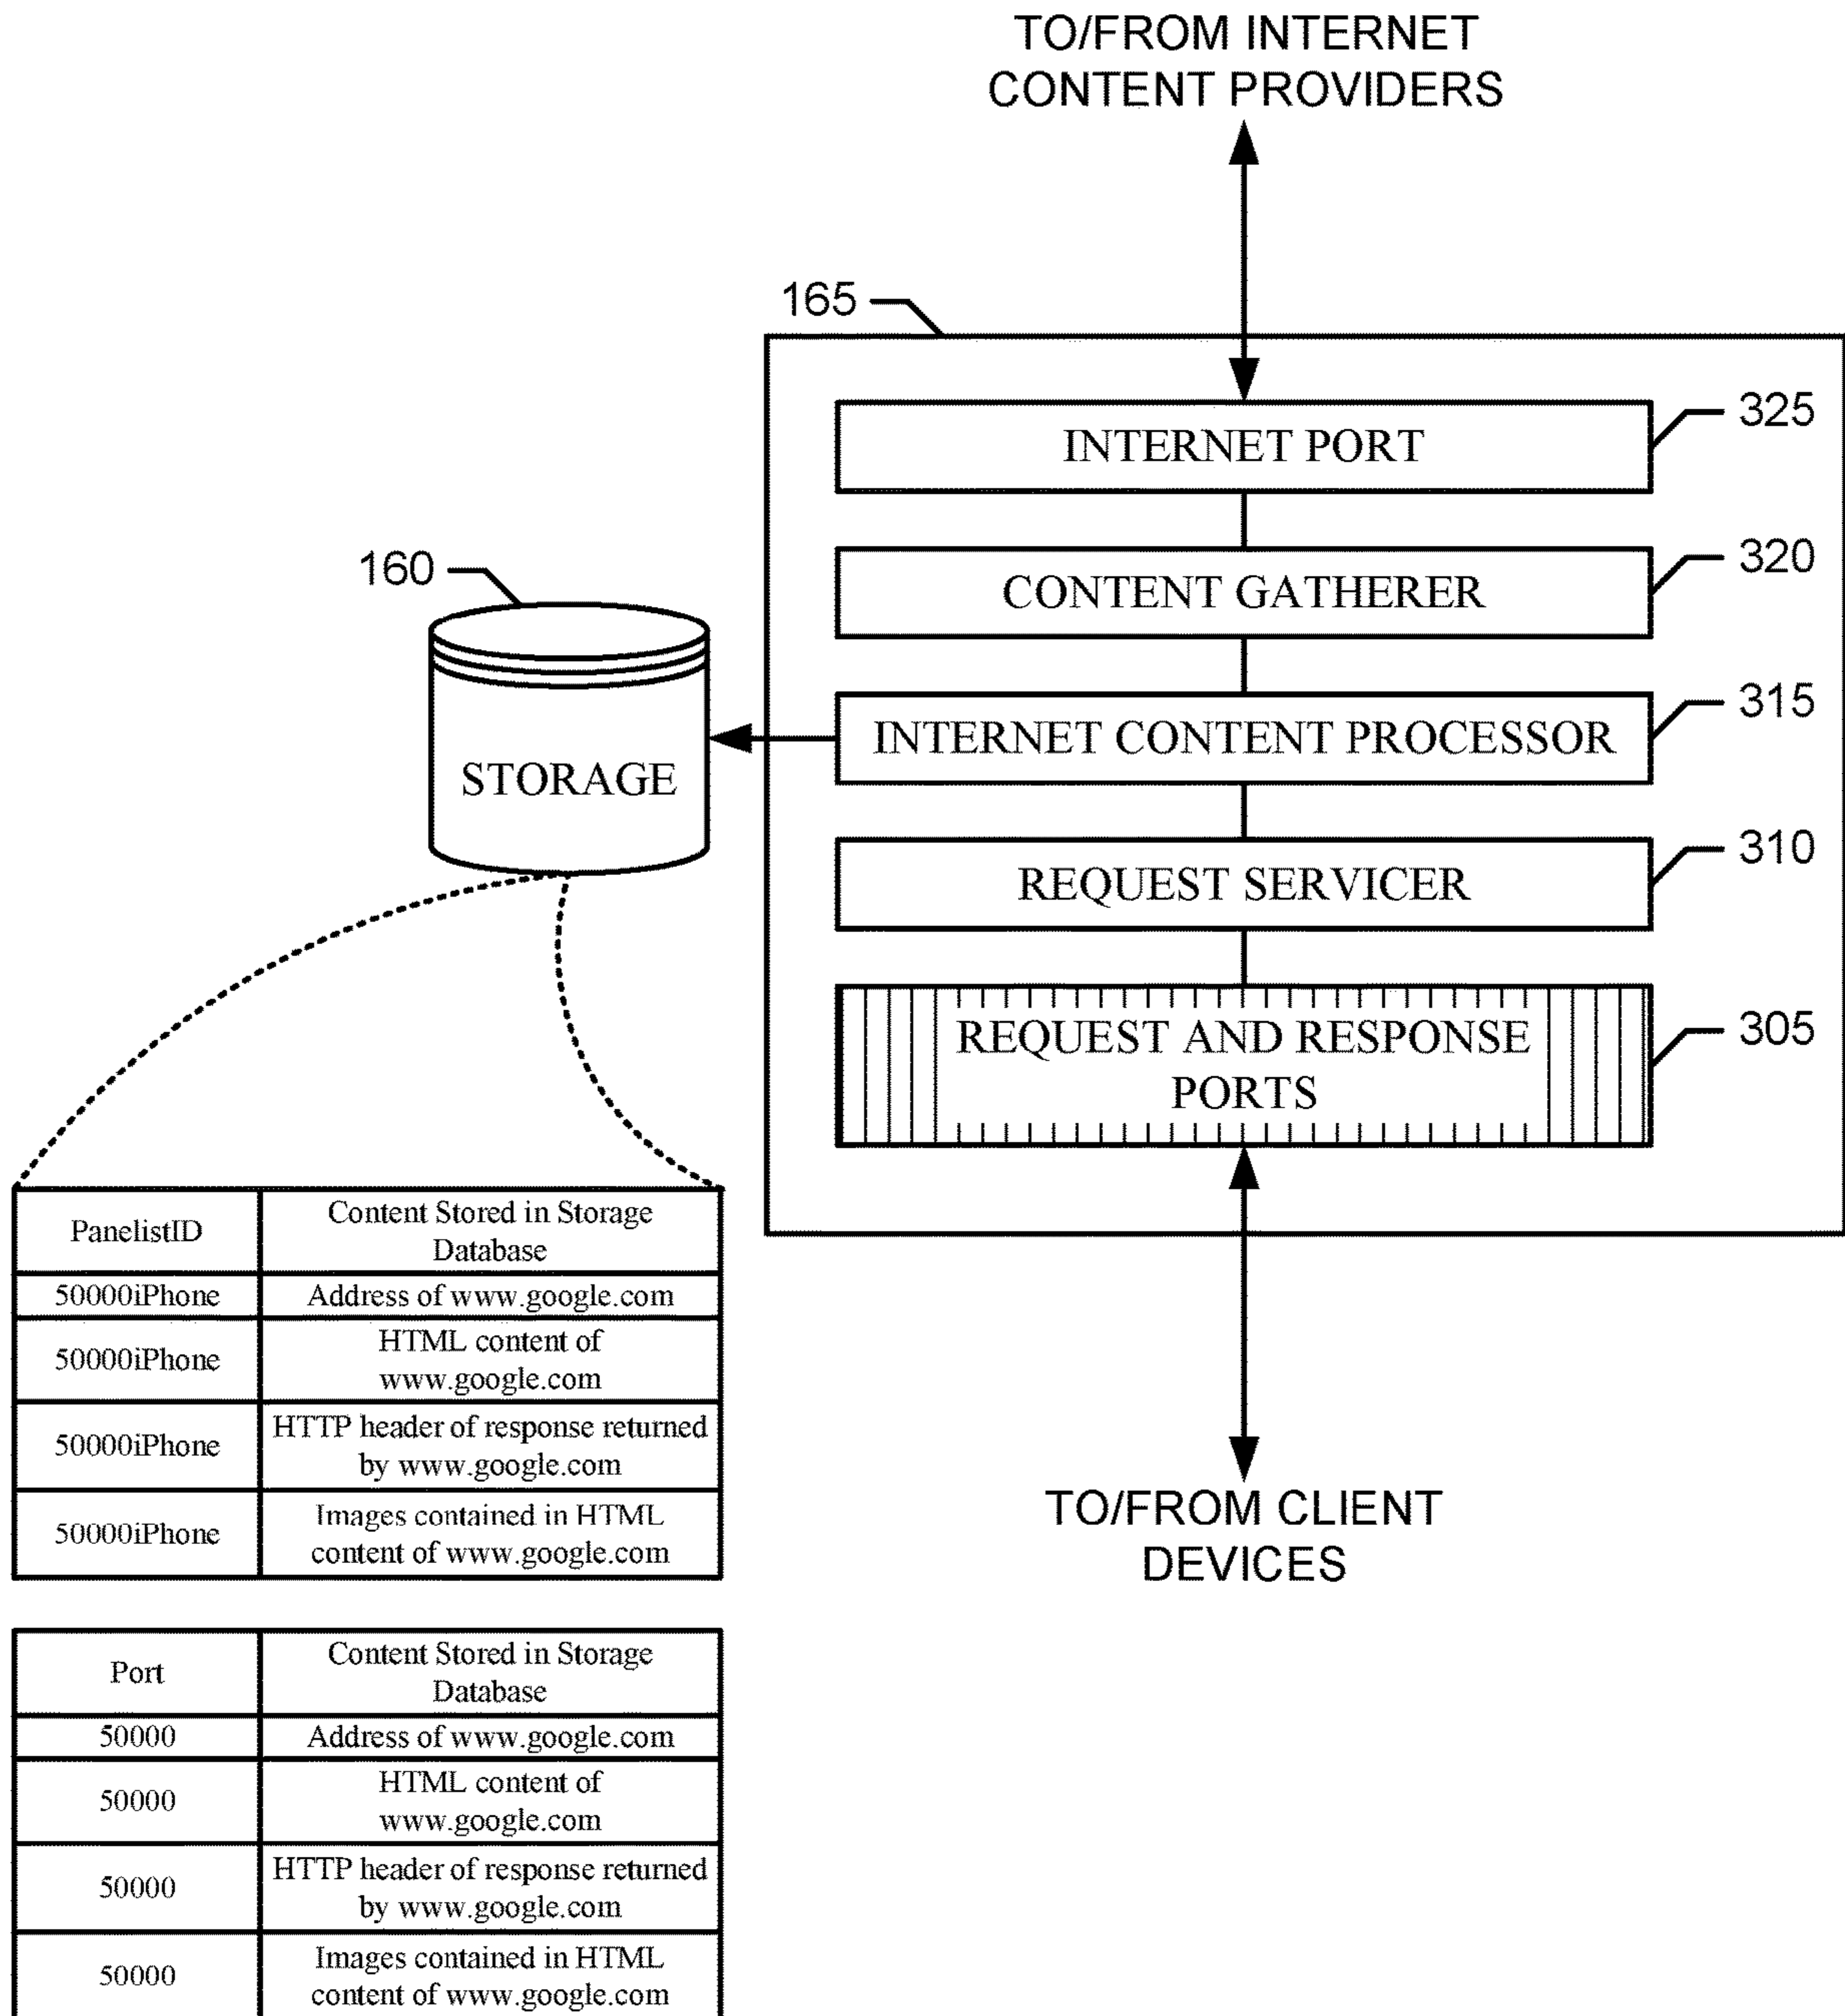 TO/FROM INTERNET
CONTENT PROVIDERS
165
INTERNET PORT
325
CONTENT GATHERER
320
160
INTERNET CONTENT PROCESSOR
315
STORAGE
REQUEST SERVICER
310
REQUEST AND RESPONSE
PORTS
305
PanelistID
Content Stored in Storage
Database
50000iPhone
Address of www.google.com
50000iPhone
HTML content of
www.google.com
50000iPhone
HTTP header of response returned
by www.google.com
50000iPhone
Images contained in HTML
content of www.google.com
TO/FROM CLIENT
DEVICES
Port
Content Stored in Storage
Database
50000
Address of www.google.com
50000
HTML content of
www.google.com
50000
HTTP header of response returned
by www.google.com
50000
Images contained in HTML
content of www.google.com